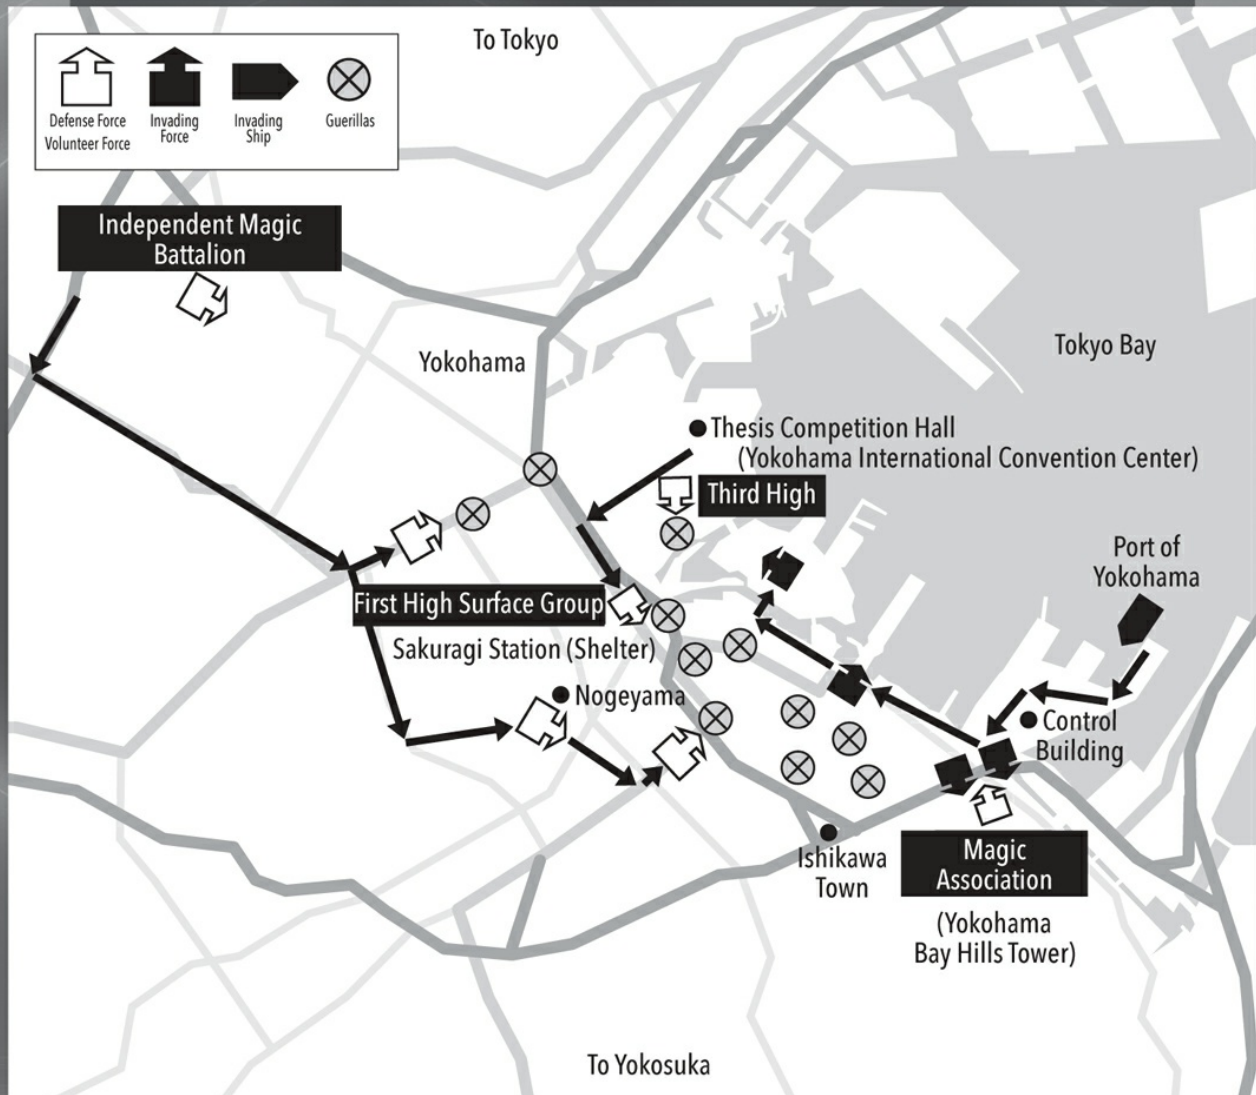 To Tokyo
Defense Force
Volunteer Force
Invading
Force
Invading
Ship
Guerillas
Independent Magic
Battalion
Yokohama
Tokyo Bay
Thesis Competition Hall
(Yokohama International Convention Center)
Third High
Port of
Yokohama
First High Surface Group
Sakuragi Station (Shelter)
Nogeyama
Control
Building
Ishikawa
Town
Magic
Association
(Yokohama
Bay Hills Tower)
To Yokosuka